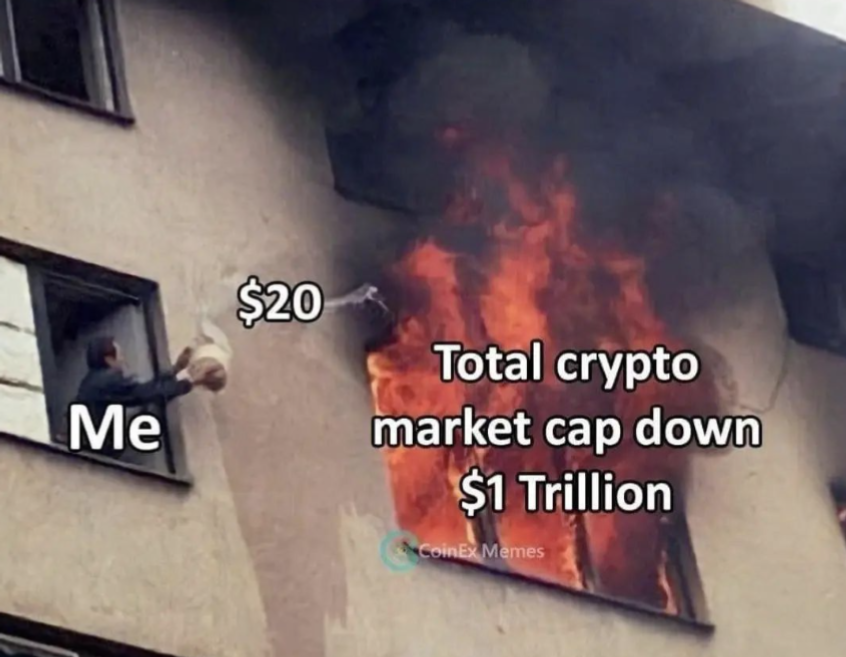 $20
Total crypto
market cap down
$1 Trillion
Me
CoinEx Memes